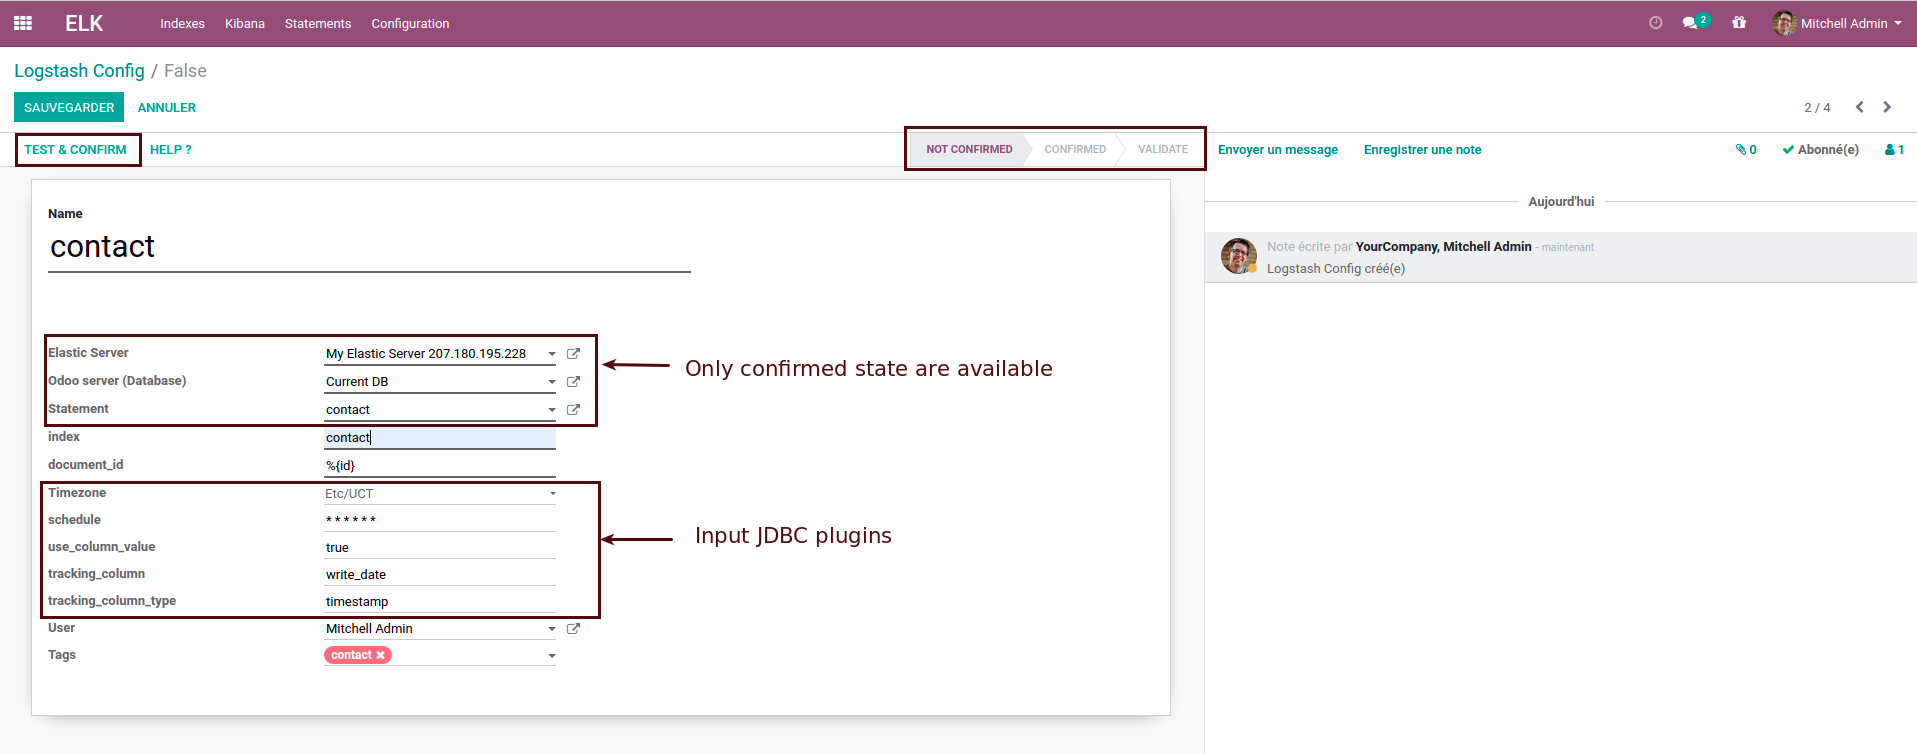 ELK Indexes Kibana Statements Configuration 2 Mitchell Admin
Logstash Config / False
SAUVEGARDER ANNULER 2 / 4
TEST & CONFIRM HELP ? NOT CONFIRMED CONFIRMED VALIDATE Envoyer un message Enregistrer une note 0 Abonné(e) 1
Aujourd'hui
Note écrite par YourCompany, Mitchell Admin - maintenant
Logstash Config créé(e)
Name
contact
Elastic Server My Elastic Server 207.180.195.228
Odoo server (Database) Current DB
Statement contact
Only confirmed state are available
index contact
document_id %{id}
Timezone Etc/UCT
schedule * * * * * *
use_column_value true
tracking_column write_date
tracking_column_type timestamp
Input JDBC plugins
User Mitchell Admin
Tags contact ×